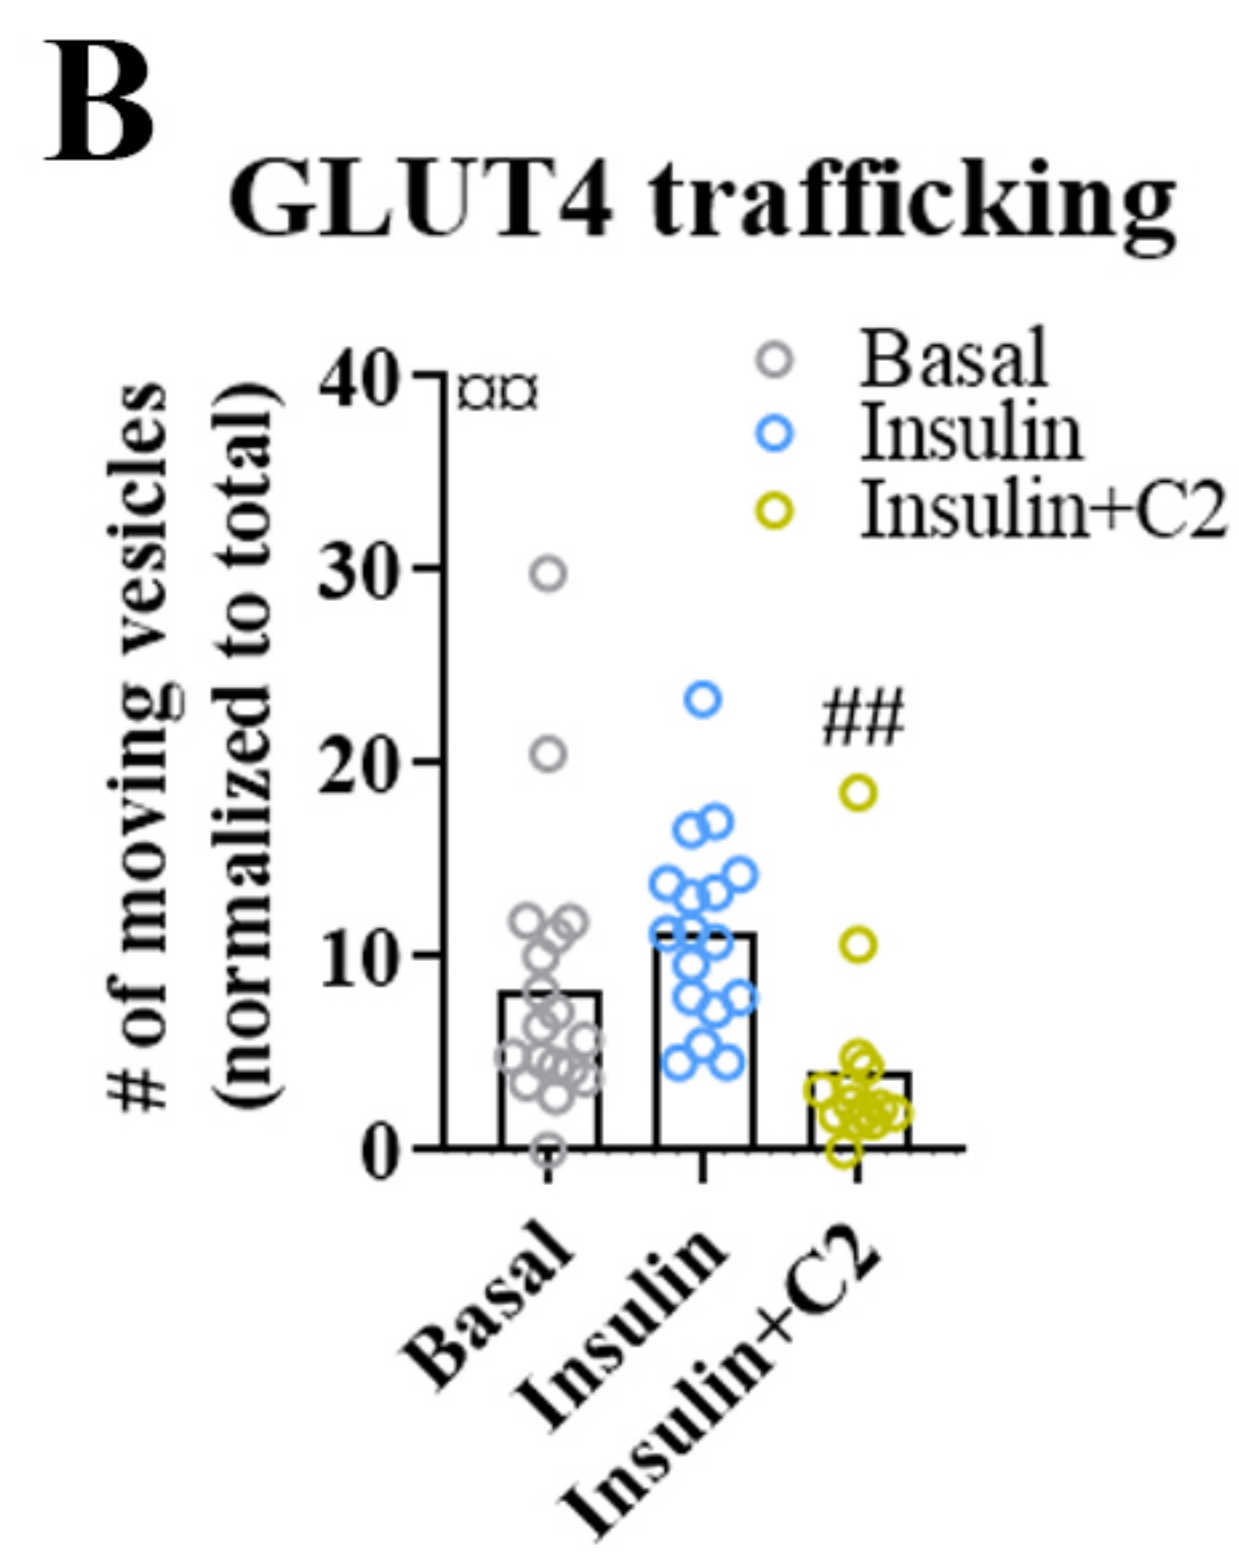 B
GLUT4 trafficking
# of moving vesicles
(normalized to total)
40
30
20
10
0
¤¤
Basal
Insulin
Insulin+C2
##
Basal
Insulin
Insulin+C2